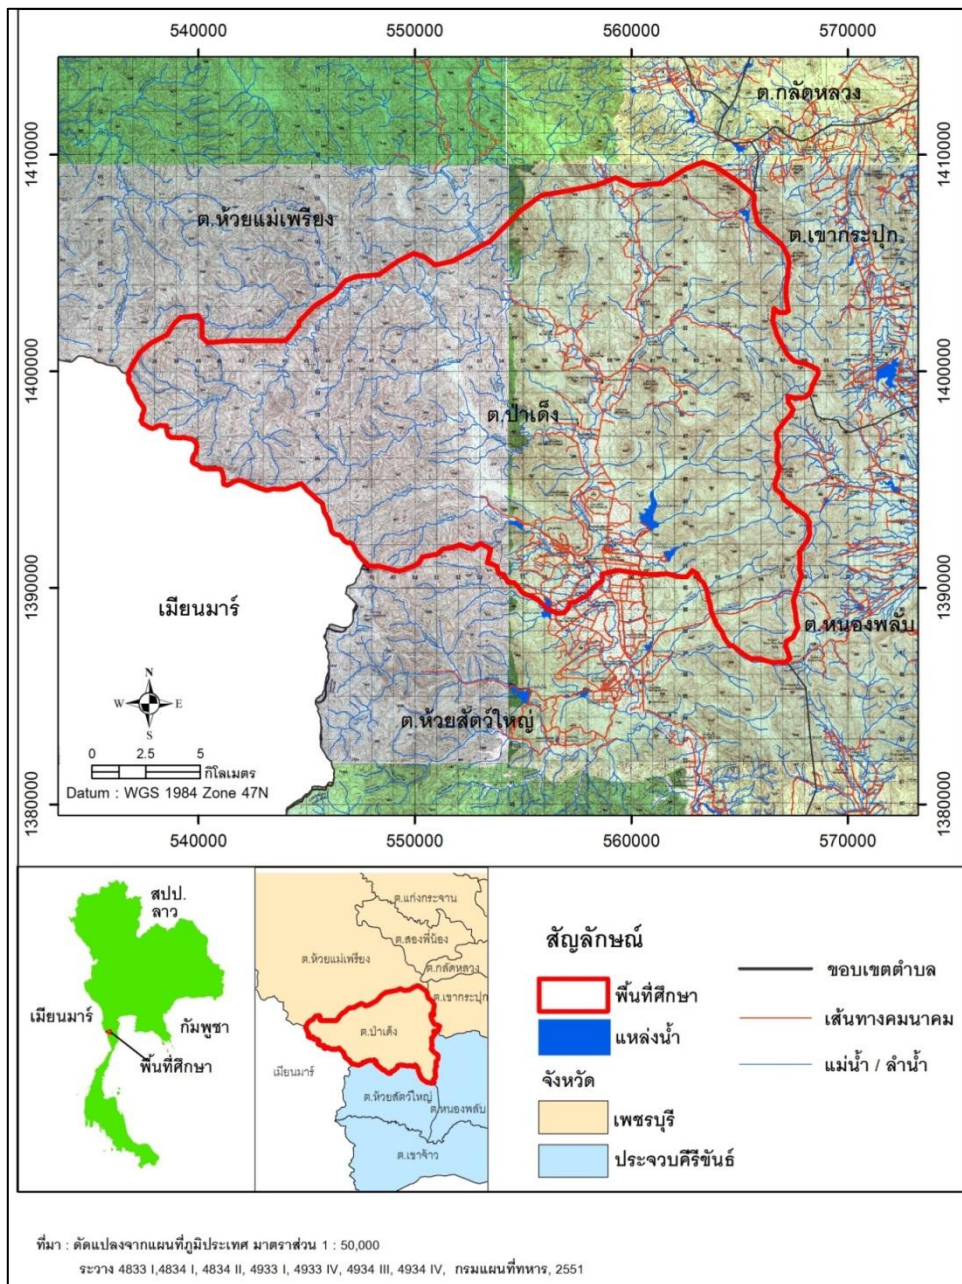 540000 5500000 5560000 5570000
1410000 1410000
1400000 1400000
1390000 1390000
1380000 1380000
ต.กลัดหลวง
ต.ห้วยแม่เพรียง
ต.เขากระปุก
ต.ป่าเด็ง
เมียนมาร์
ต.หนองพลับ
ต.ห้วยสัตว์ใหญ่
N
W E
S
0 2.5 5
กิโลเมตร
Datum : WGS 1984 Zone 47N
540000 5500000 5560000 5570000
สปป.
ลาว
เมียนมาร์
กัมพูชา
พื้นที่ศึกษา
ต.แก่งกระจาน
ต.สองพี่น้อง
ต.ห้วยแม่เพรียง
ต.กลัดหลวง
ต.เขากระปุก
ต.ป่าเด็ง
เมียนมาร์
ต.ห้วยสัตว์ใหญ่
ต.หนองพลับ
ต.เขาจ้าว
สัญลักษณ์
พื้นที่ศึกษา
แหล่งน้ำ
จังหวัด
เพชรบุรี
ประจวบคีรีขันธ์
ขอบเขตตำบล
เส้นทางคมนาคม
แม่น้ำ / ลำน้ำ
ที่มา : ดัดแปลงจากแผนที่ภูมิประเทศ มาตราส่วน 1 : 50,000
ระวาง 4833 I,4834 I, 4834 II, 4933 I, 4933 IV, 4934 III, 4934 IV, กรมแผนที่ทหาร, 2551